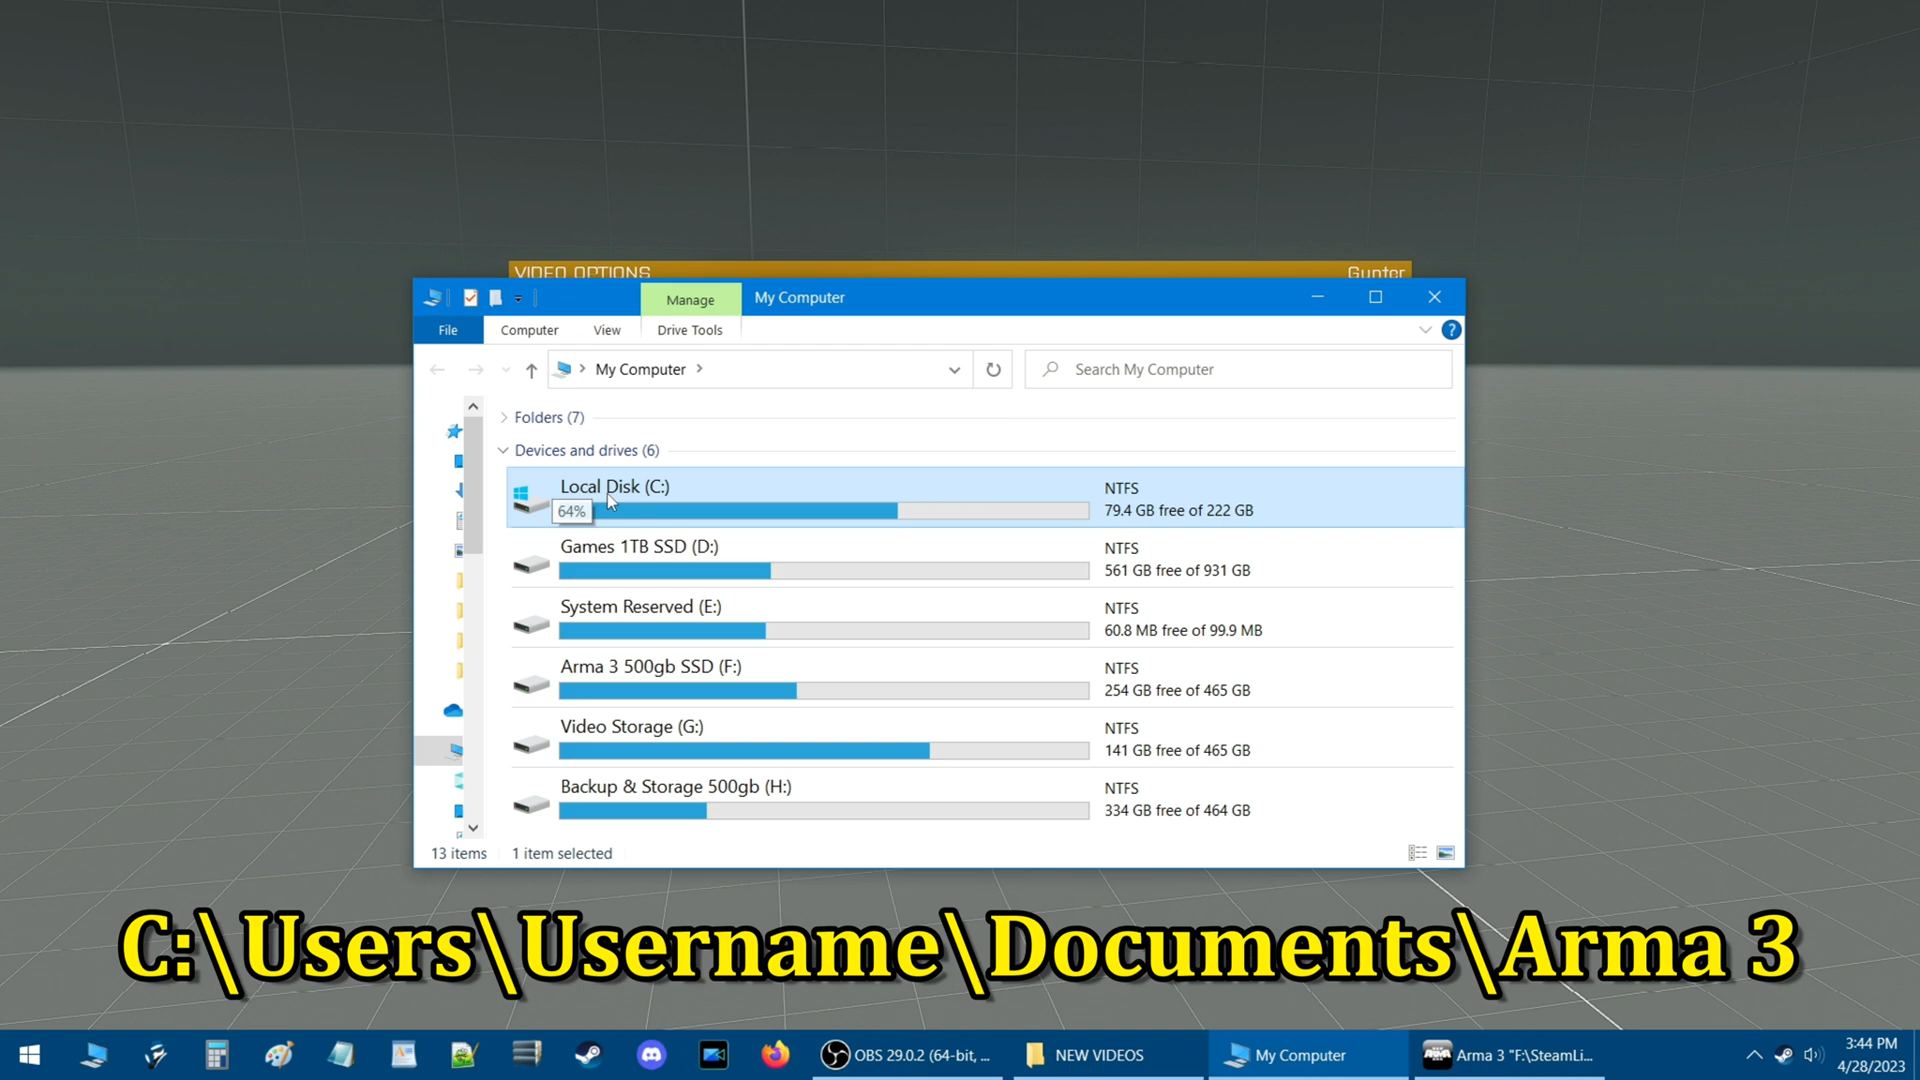 VIDEO OPTIONS Gunter
Manage My Computer
File Computer View Drive Tools
My Computer Search My Computer
Folders (7)
Devices and drives (6)
Local Disk (C:)
64%
NTFS
79.4 GB free of 222 GB
Games 1TB SSD (D:)
NTFS
561 GB free of 931 GB
System Reserved (E:)
NTFS
60.8 MB free of 99.9 MB
Arma 3 500gb SSD (F:)
NTFS
254 GB free of 465 GB
Video Storage (G:)
NTFS
141 GB free of 465 GB
Backup & Storage 500gb (H:)
NTFS
334 GB free of 464 GB
13 items 1 item selected
C:\Users\Username\Documents\Arma 3
OBS 29.0.2 (64-bit, ... NEW VIDEOS My Computer Arma 3 "F:\SteamLi...
3:44 PM
4/28/2023